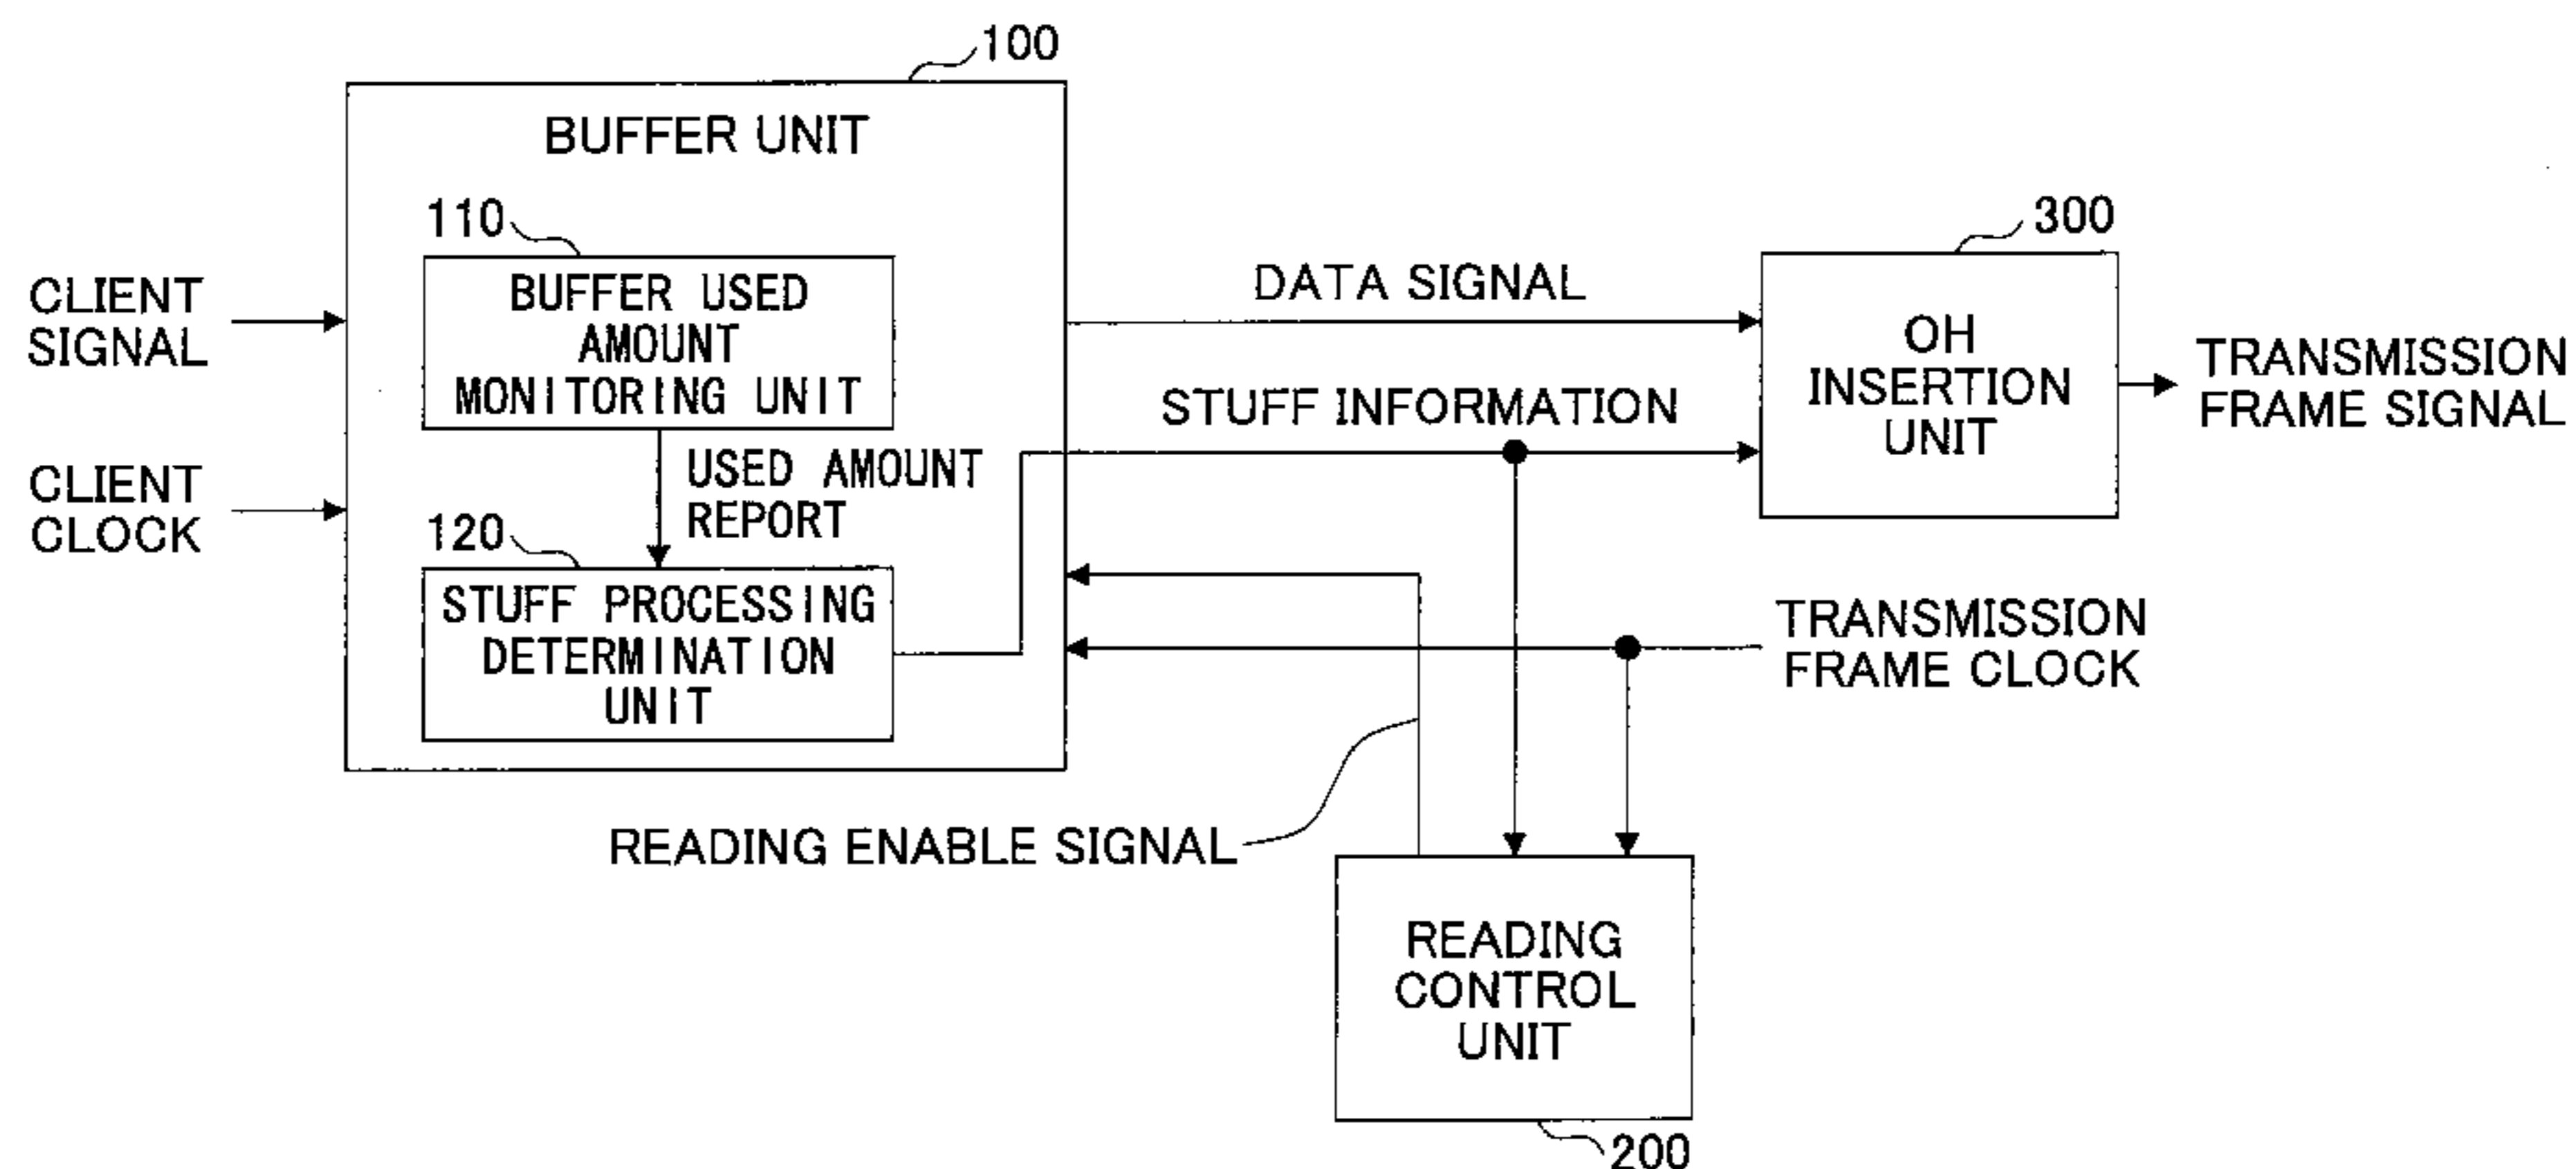 100
BUFFER UNIT
110
BUFFER USED
AMOUNT
MONITORING UNIT
CLIENT
SIGNAL
CLIENT
CLOCK
USED AMOUNT
REPORT
120
STUFF PROCESSING
DETERMINATION
UNIT
DATA SIGNAL
STUFF INFORMATION
300
OH
INSERTION
UNIT
TRANSMISSION
FRAME SIGNAL
TRANSMISSION
FRAME CLOCK
READING ENABLE SIGNAL
READING
CONTROL
UNIT
200